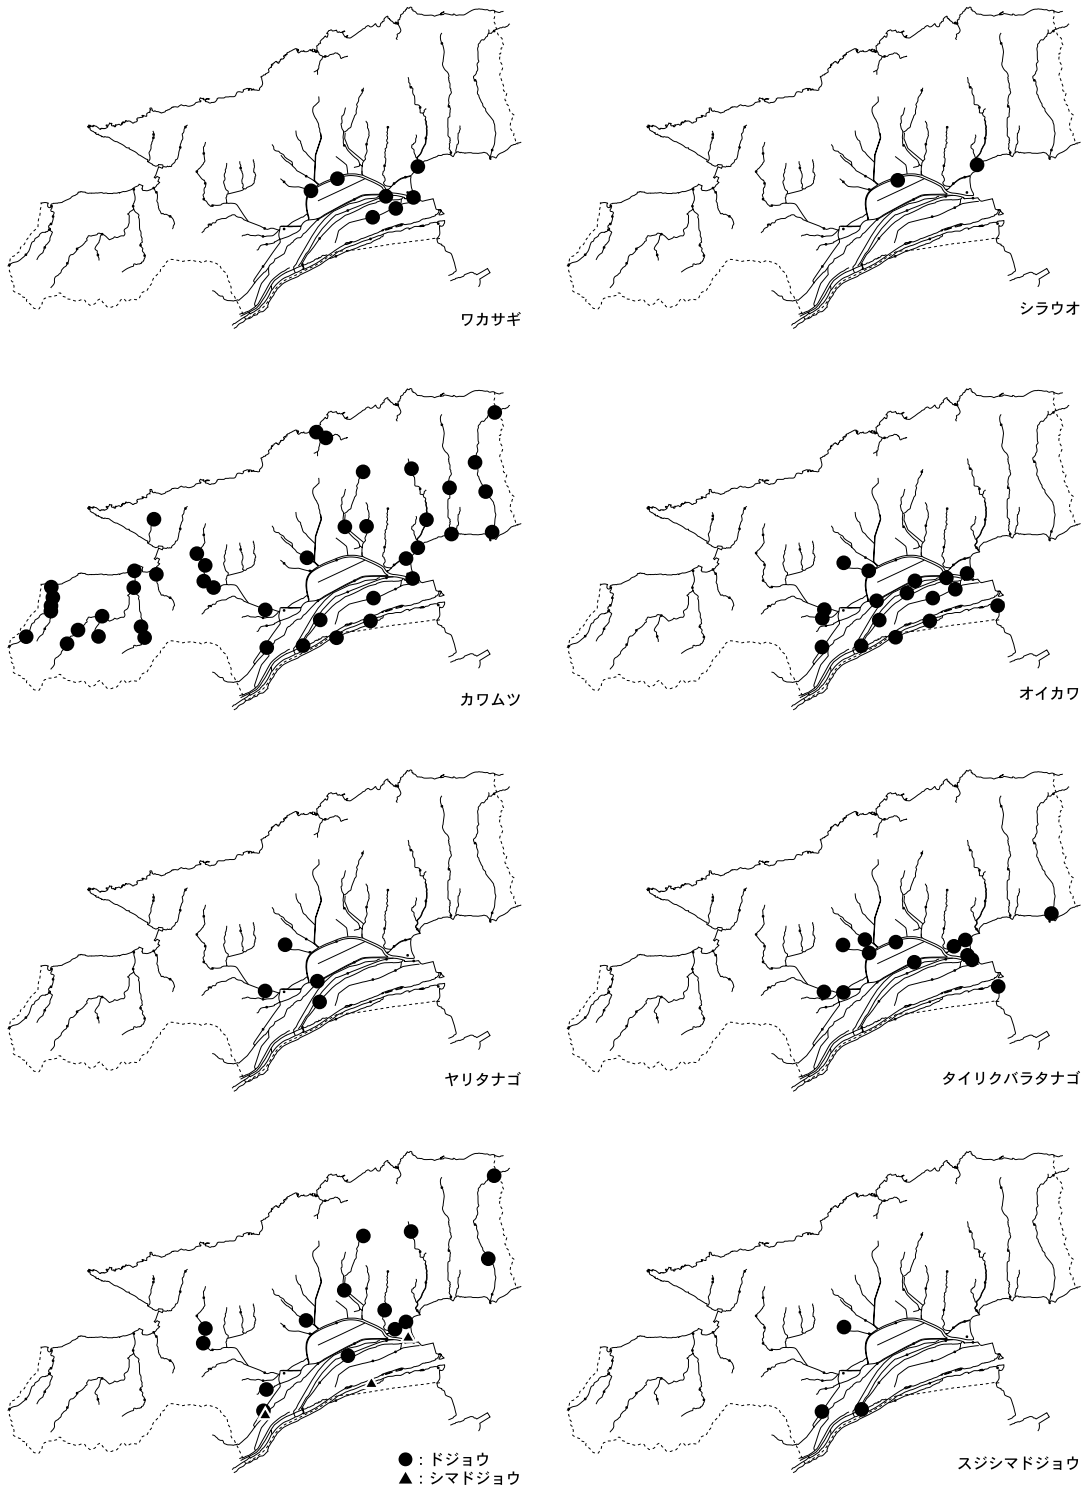 ワカサギ
シラウオ
カワムツ
オイカワ
ヤリタナゴ
タイリクバラタナゴ
●：ドジョウ
▲：シマドジョウ
スジシマドジョウ